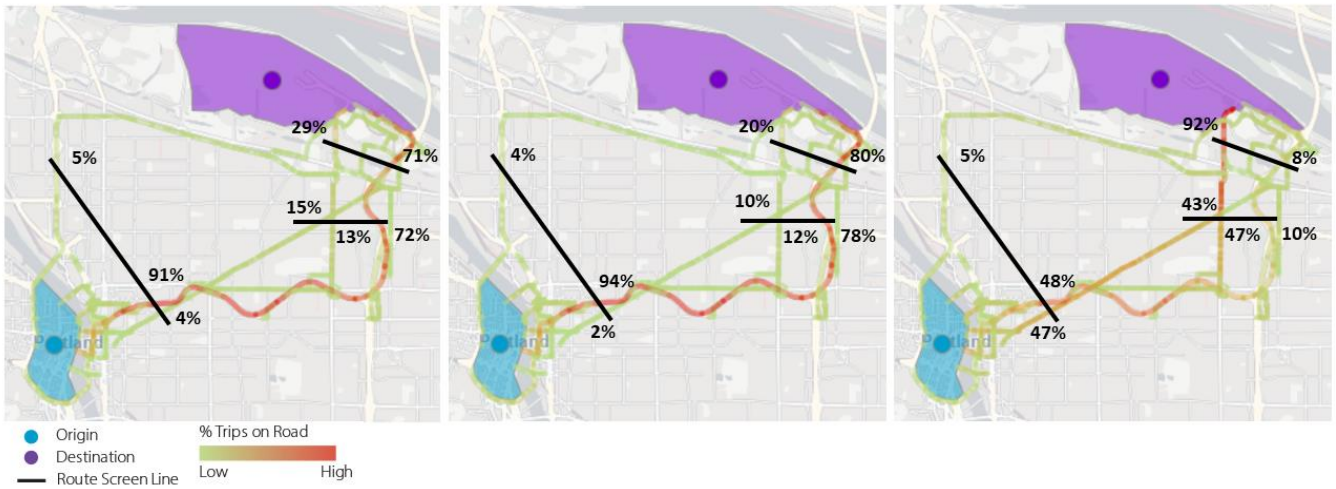 29%
71%
5%
15%
13%
72%
91%
4%
Portland
20%
80%
4%
10%
12%
78%
94%
2%
Portland
92%
8%
5%
43%
47%
10%
48%
47%
Portland
Origin
Destination
Route Screen Line
% Trips on Road
Low
High